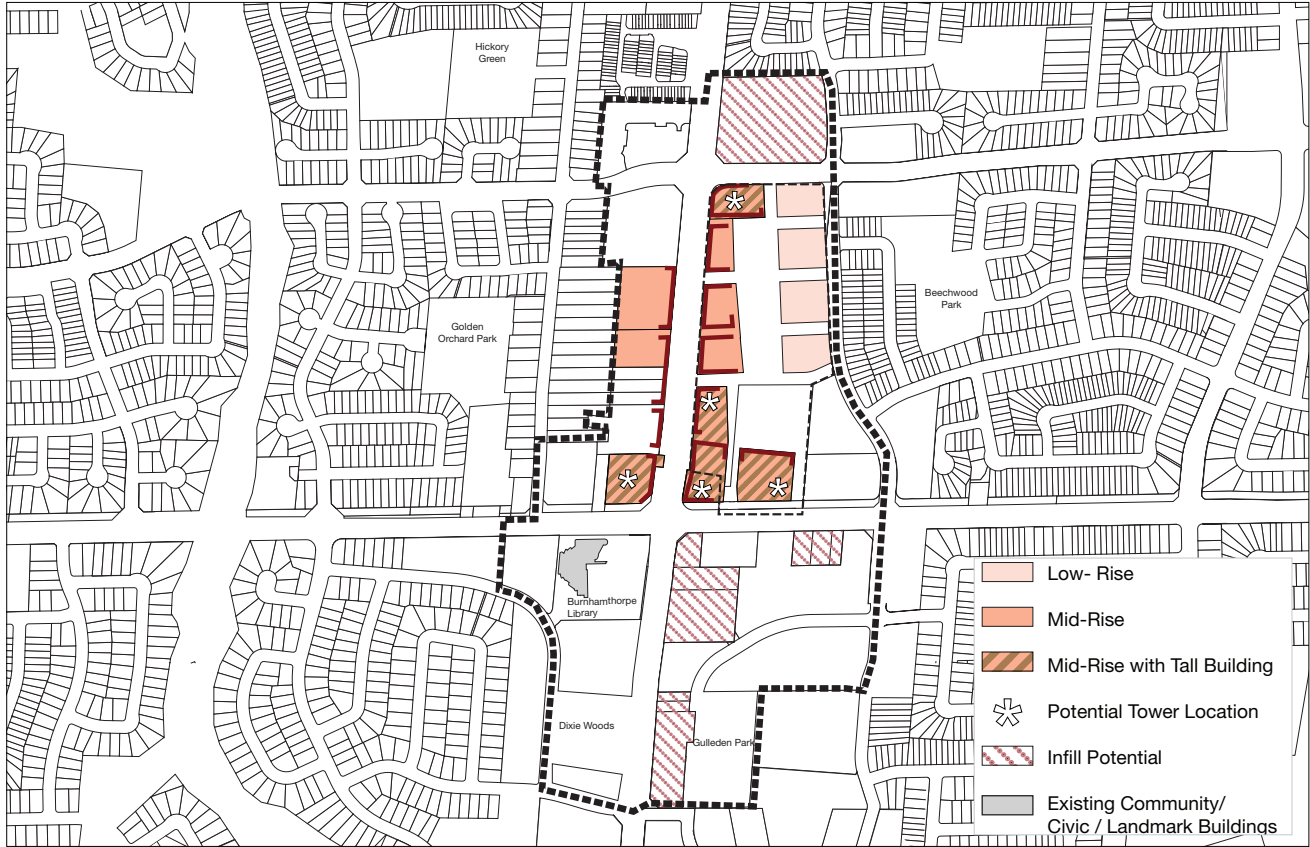 Hickory
Green
Beechwood
Park
Golden
Orchard Park
Burnhamthorpe
Library
Dixie Woods
Gulleden Park
Low- Rise
Mid-Rise
Mid-Rise with Tall Building
Potential Tower Location
Infill Potential
Existing Community/
Civic / Landmark Buildings